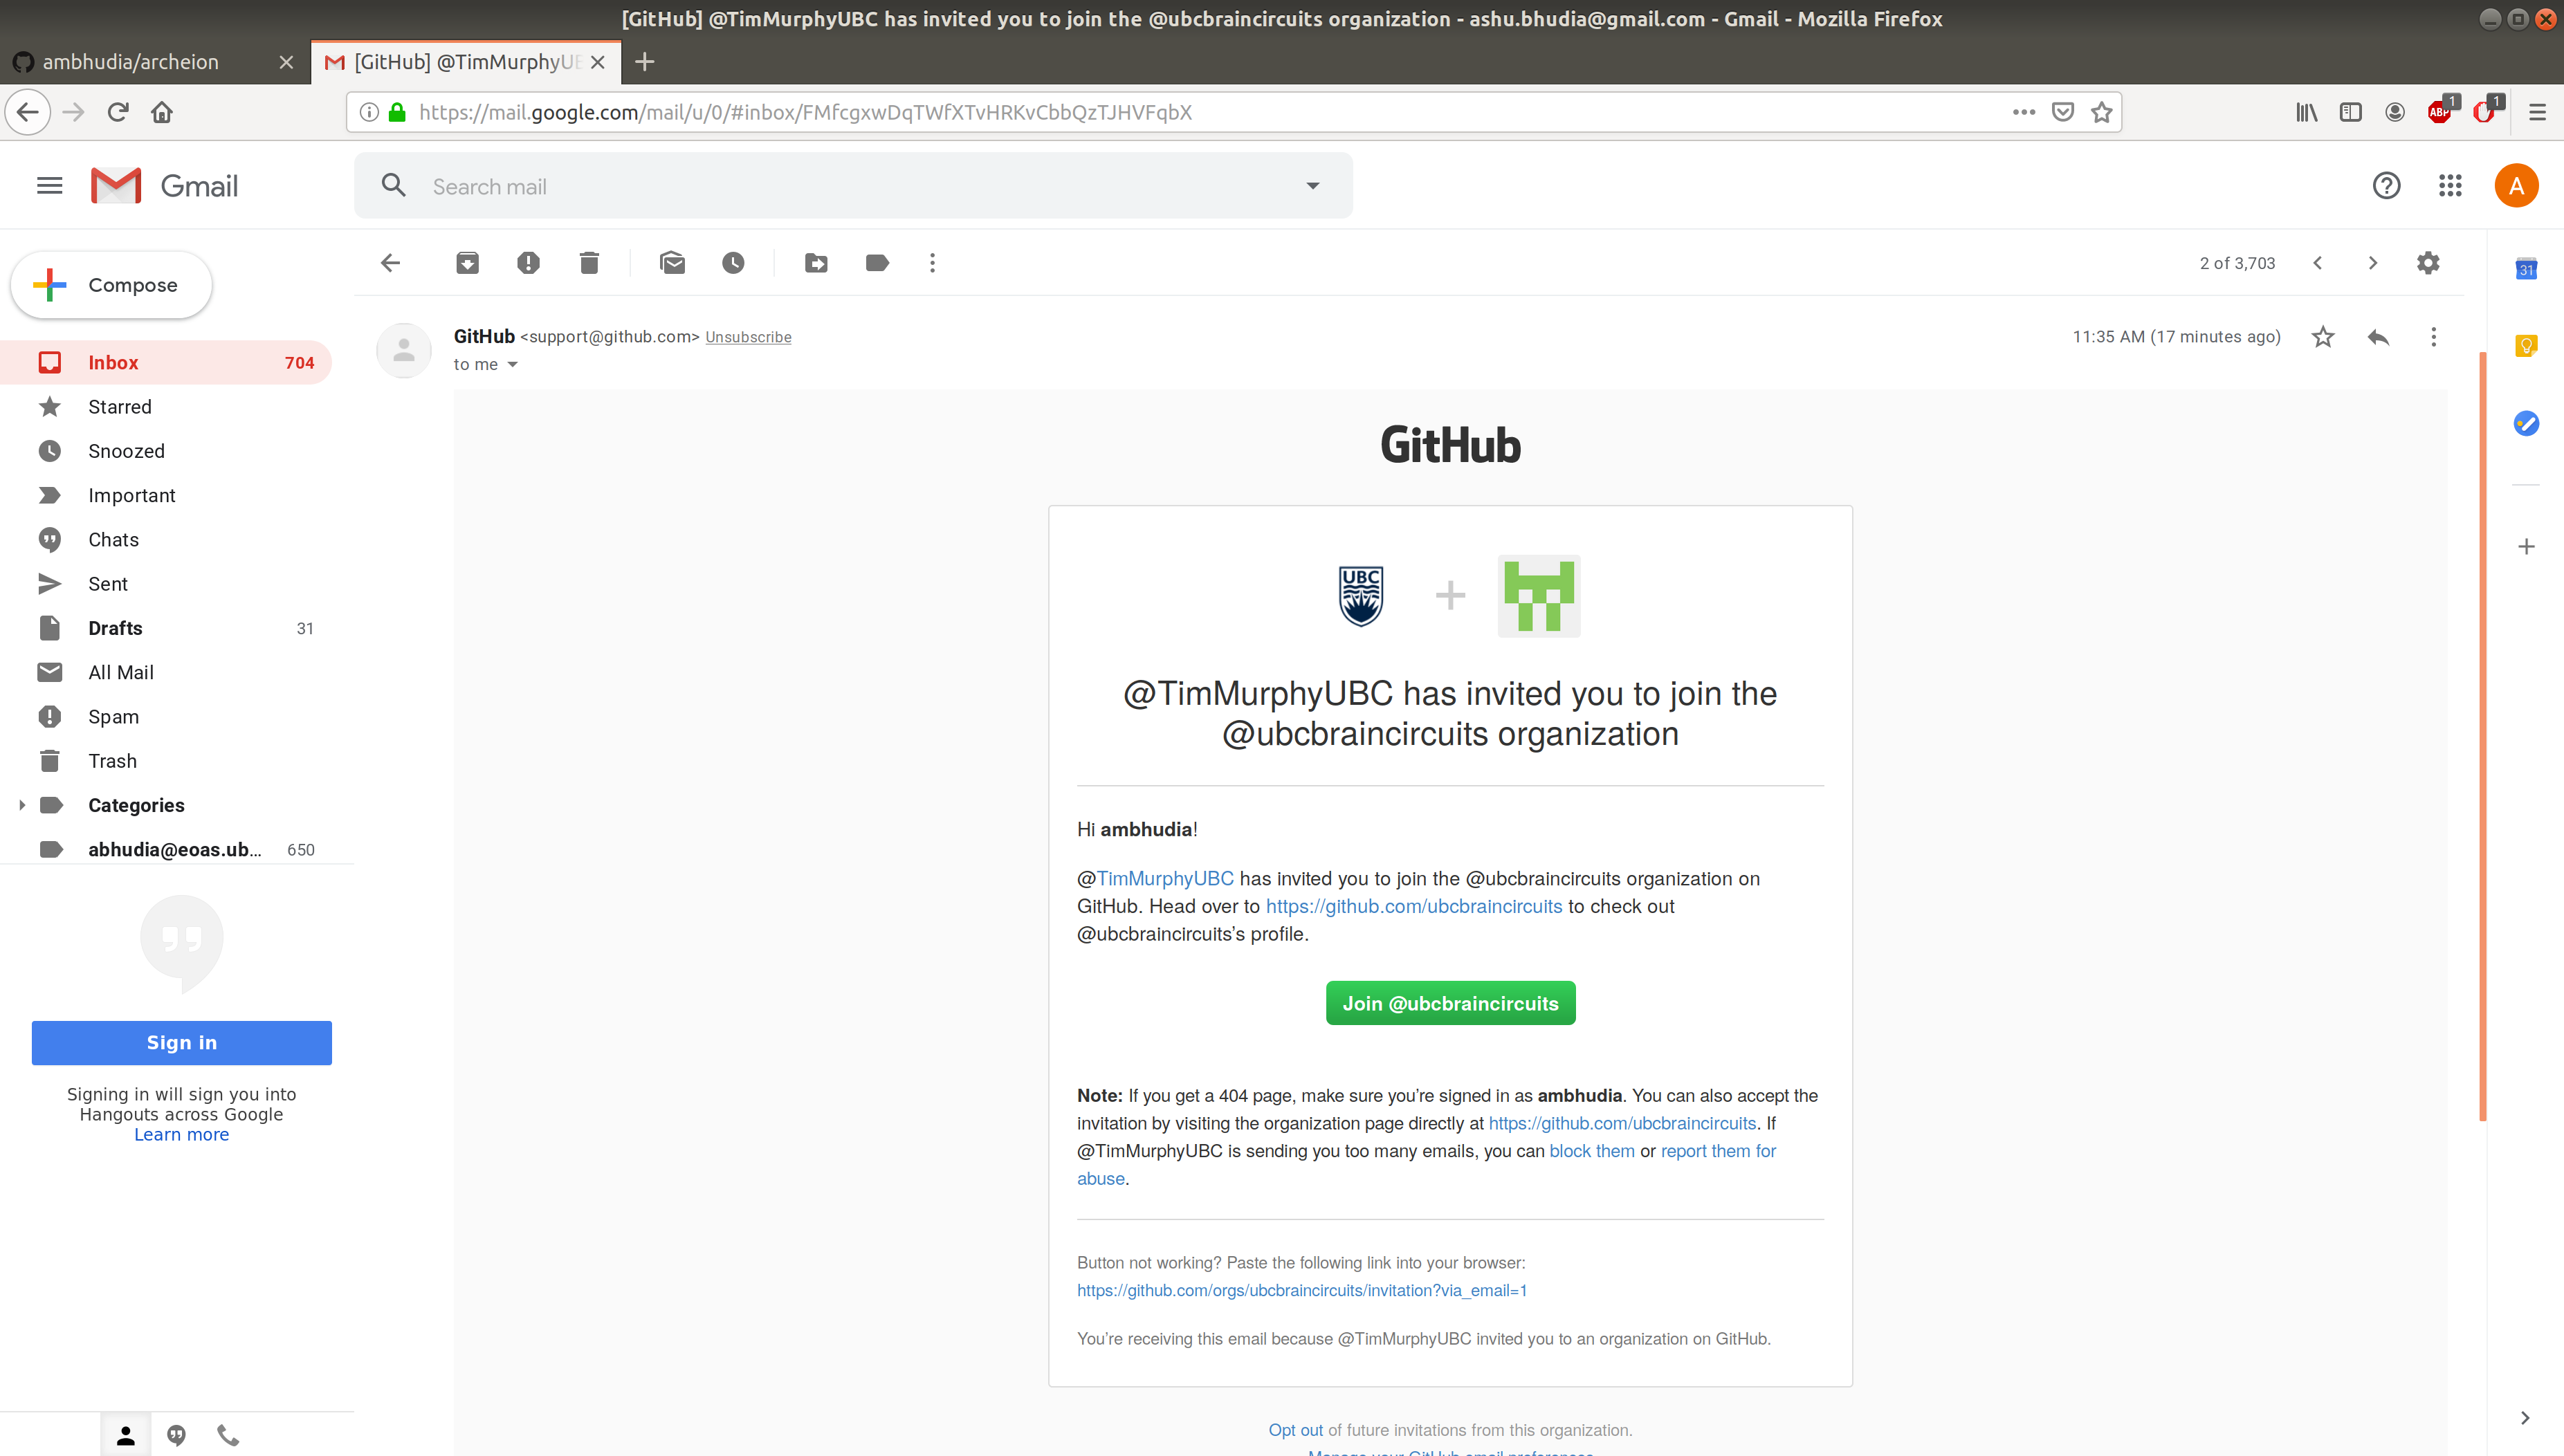 [GitHub] @TimMurphyUBC has invited you to join the @ubcbraincircuits organization - ashu.bhudia@gmail.com - Gmail - Mozilla Firefox
ambhudia/archeion
[GitHub] @TimMurphyUB
https://mail.google.com/mail/u/0/#inbox/FMfcgxwDqTWfXTvHRKvCbbQzTJHVFqbX
ABP
1
1
Gmail
Search mail
A
Compose
2 of 3,703
31
GitHub <support@github.com> Unsubscribe
11:35 AM (17 minutes ago)
to me
Inbox
704
Starred
Snoozed
Important
Chats
Sent
Drafts
31
All Mail
Spam
Trash
Categories
abhudia@eoas.ub...
650
Sign in
Signing in will sign you into
Hangouts across Google
Learn more
GitHub
UBC
@TimMurphyUBC has invited you to join the
@ubcbraincircuits organization
Hi ambhudia!
@TimMurphyUBC has invited you to join the @ubcbraincircuits organization on
GitHub. Head over to https://github.com/ubcbraincircuits to check out
@ubcbraincircuits’s profile.
Join @ubcbraincircuits
Note: If you get a 404 page, make sure you’re signed in as ambhudia. You can also accept the
invitation by visiting the organization page directly at https://github.com/ubcbraincircuits. If
@TimMurphyUBC is sending you too many emails, you can block them or report them for
abuse.
Button not working? Paste the following link into your browser:
https://github.com/orgs/ubcbraincircuits/invitation?via_email=1
You’re receiving this email because @TimMurphyUBC invited you to an organization on GitHub.
Opt out of future invitations from this organization.
Manage your GitHub email preferences